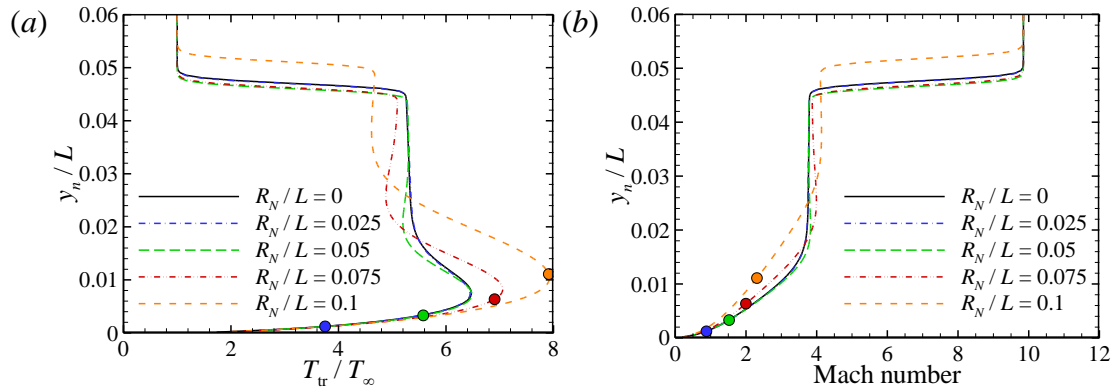 (a)
0.06
0.05
0.04
0.03
0.02
0.01
0
y_n / L
R_N / L = 0
R_N / L = 0.025
R_N / L = 0.05
R_N / L = 0.075
R_N / L = 0.1
0 2 4 6 8
T_tr / T_∞
(b)
0.06
0.05
0.04
0.03
0.02
0.01
0
y_n / L
R_N / L = 0
R_N / L = 0.025
R_N / L = 0.05
R_N / L = 0.075
R_N / L = 0.1
0 2 4 6 8 10 12
Mach number